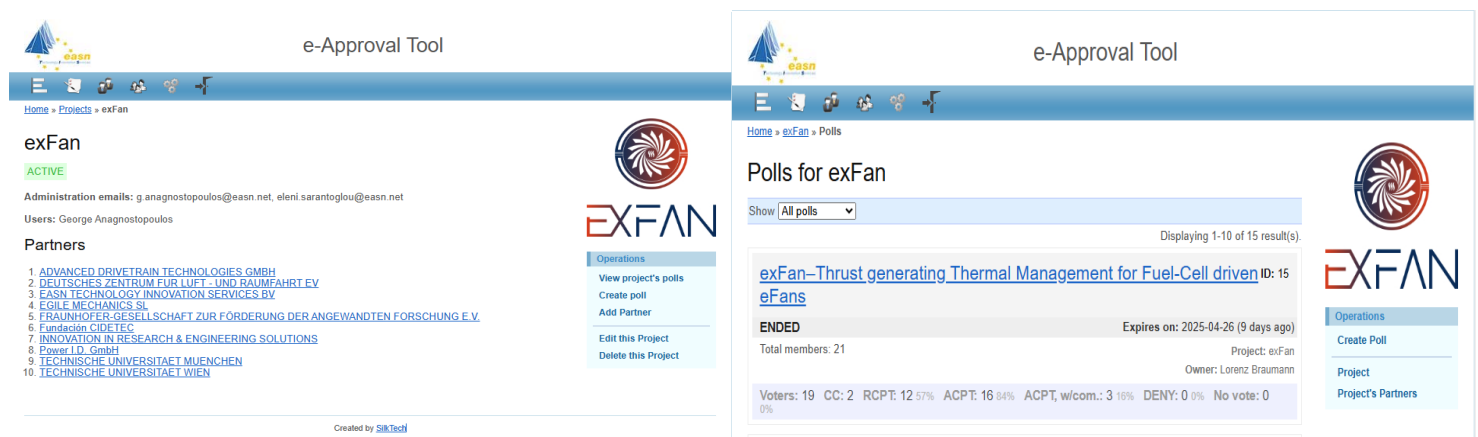 easn
e-Approval Tool
Home » Projects » exFan
exFan
ACTIVE
Administration emails: g.anagnostopoulos@easn.net, eleni.sarantoglou@easn.net
Users: George Anagnostopoulos
Partners
1. ADVANCED DRIVETRAIN TECHNOLOGIES GMBH
2. DEUTSCHES ZENTRUM FUR LUFT - UND RAUMFAHRT EV
3. EASN TECHNOLOGY INNOVATION SERVICES BV
4. EGILE MECHANICS SL
5. FRAUNHOFER-GESELLSCHAFT ZUR FÖRDERUNG DER ANGEWANDTEN FORSCHUNG E.V.
6. Fundación CIDETEC
7. INNOVATION IN RESEARCH & ENGINEERING SOLUTIONS
8. Power I.D. GmbH
9. TECHNISCHE UNIVERSITAET MUENCHEN
10. TECHNISCHE UNIVERSITAET WIEN
EXFAN
Operations
View project's polls
Create poll
Add Partner
Edit this Project
Delete this Project
Created by SilkTech
easn
e-Approval Tool
Home » exFan » Polls
Polls for exFan
Show All polls
Displaying 1-10 of 15 result(s).
exFan–Thrust generating Thermal Management for Fuel-Cell driven ID: 15
eFans
ENDED Expires on: 2025-04-26 (9 days ago)
Total members: 21 Project: exFan
Owner: Lorenz Braumann
Voters: 19 CC: 2 RCPT: 12 57% ACPT: 16 84% ACPT, w/com.: 3 16% DENY: 0 0% No vote: 0
0%
EXFAN
Operations
Create Poll
Project
Project's Partners